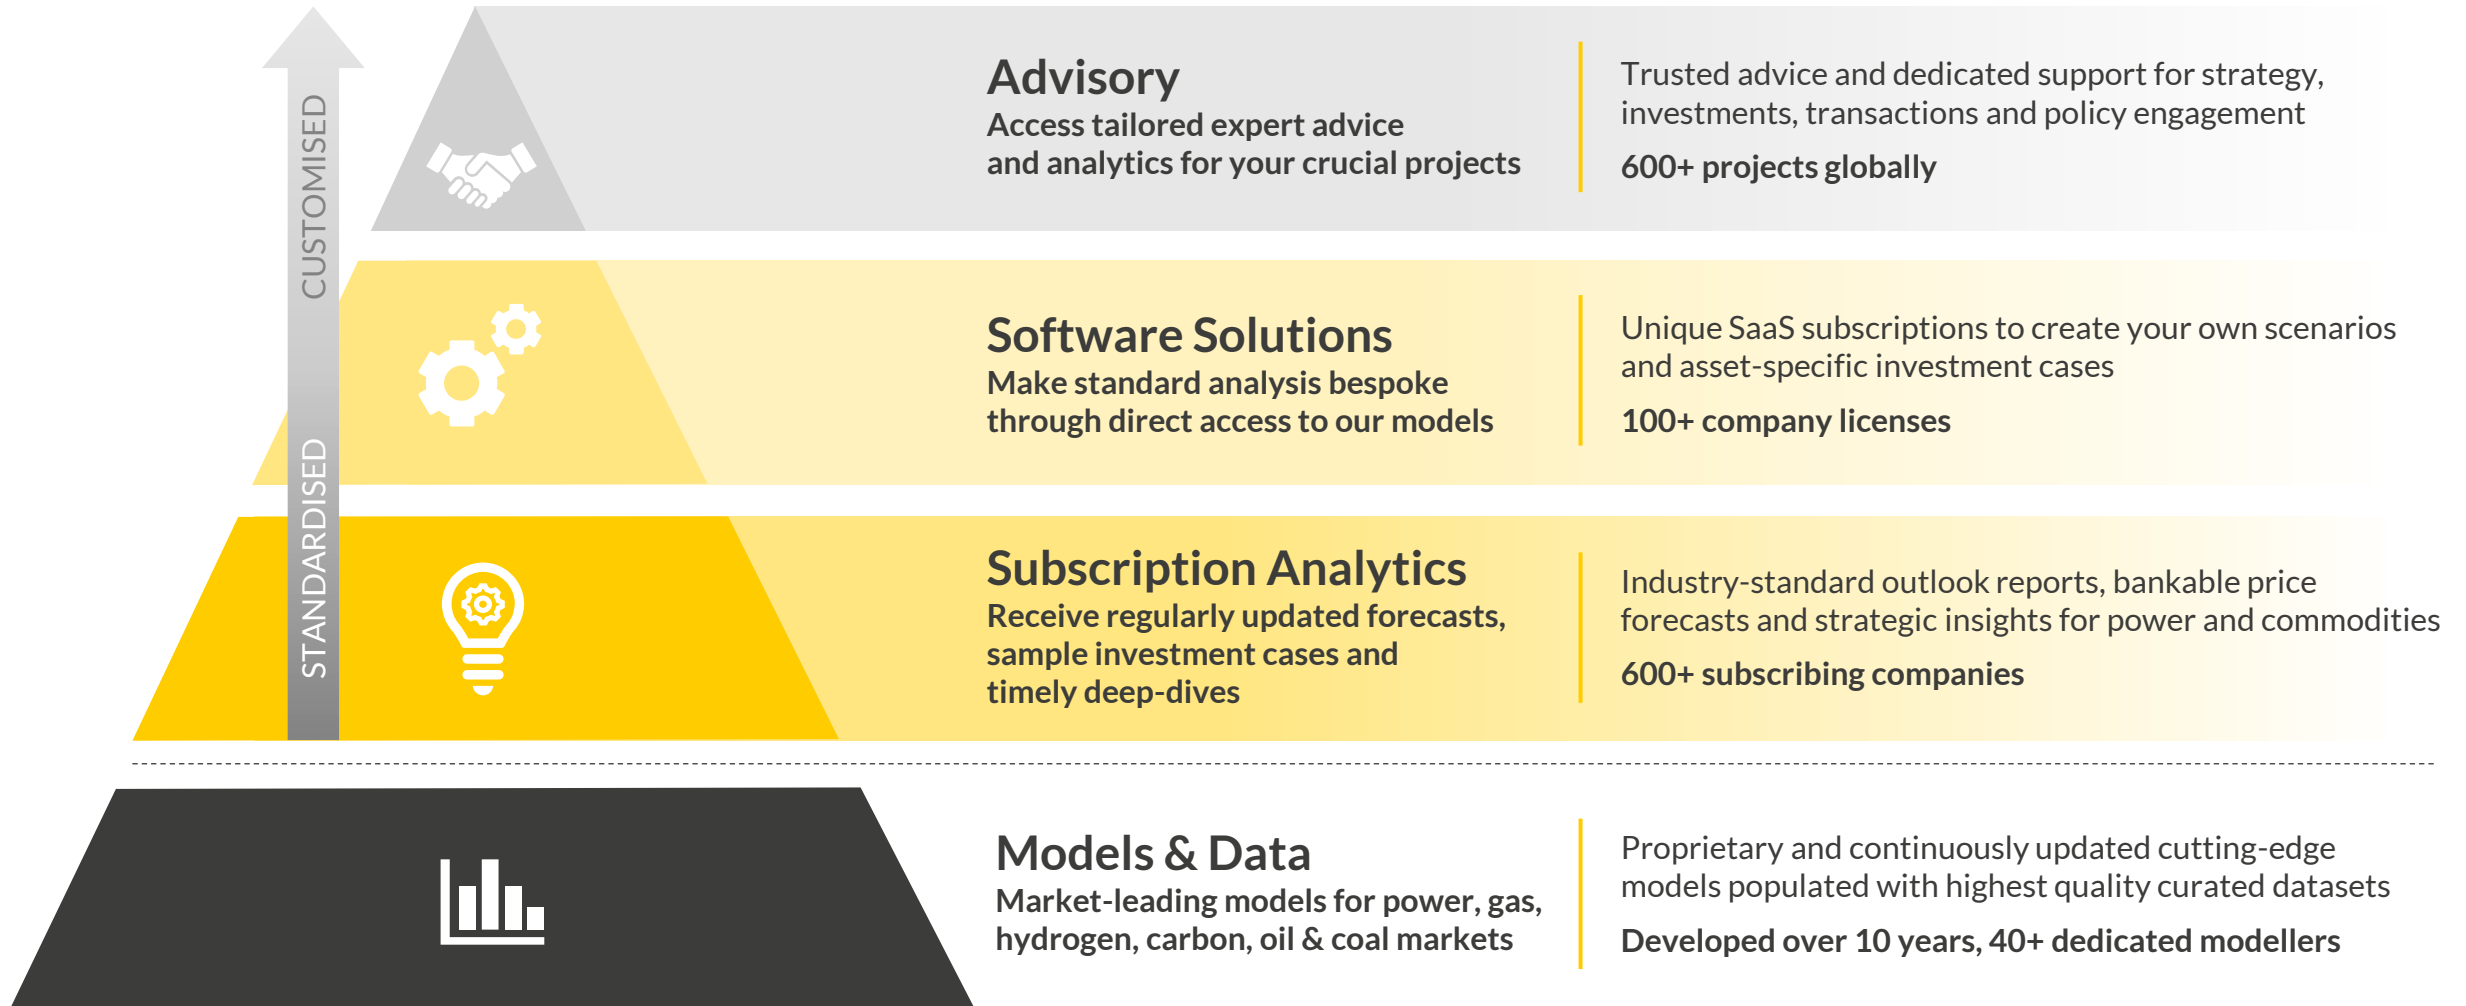 CUSTOMISED
STANDARDISED
Advisory
Access tailored expert advice
and analytics for your crucial projects
Trusted advice and dedicated support for strategy,
investments, transactions and policy engagement
600+ projects globally
Software Solutions
Make standard analysis bespoke
through direct access to our models
Unique SaaS subscriptions to create your own scenarios
and asset-specific investment cases
100+ company licenses
Subscription Analytics
Receive regularly updated forecasts,
sample investment cases and
timely deep-dives
Industry-standard outlook reports, bankable price
forecasts and strategic insights for power and commodities
600+ subscribing companies
Models & Data
Market-leading models for power, gas,
hydrogen, carbon, oil & coal markets
Proprietary and continuously updated cutting-edge
models populated with highest quality curated datasets
Developed over 10 years, 40+ dedicated modellers